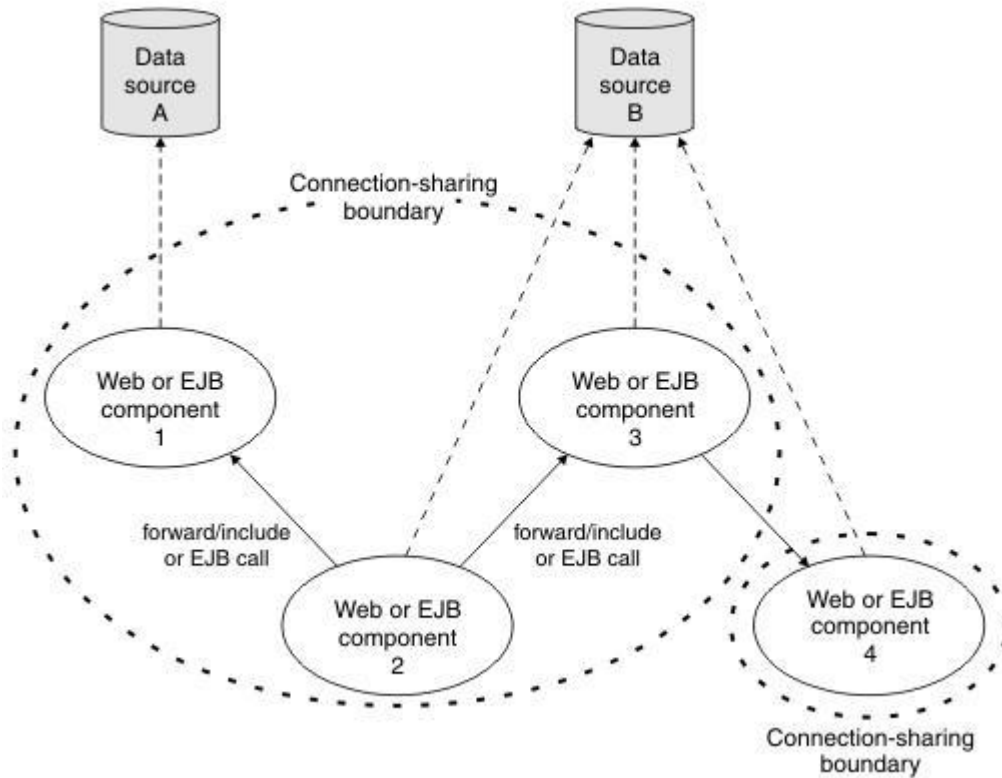 Data
source
A
Data
source
B
Connection-sharing
boundary
Web or EJB
component
1
Web or EJB
component
3
forward/include
or EJB call
forward/include
or EJB call
Web or EJB
component
2
Web or EJB
component
4
Connection-sharing
boundary